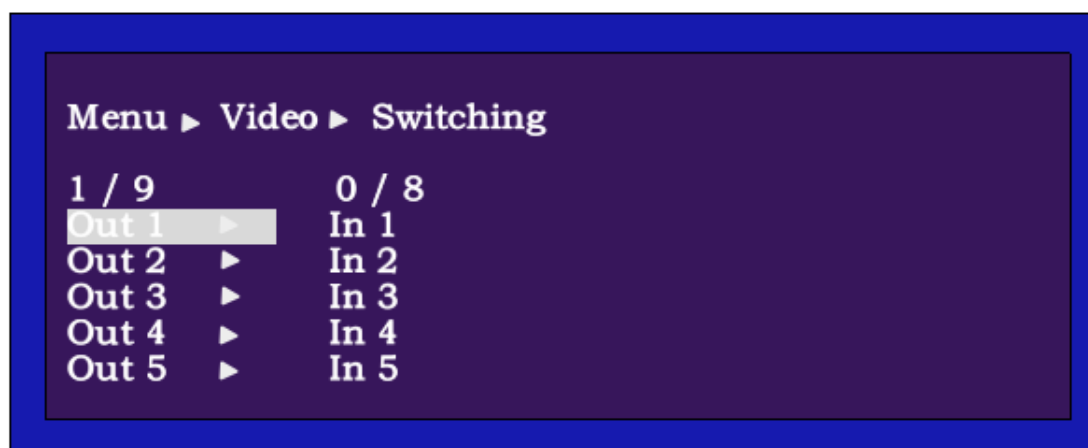 Menu ▶ Video ▶ Switching
1 / 9 0 / 8
Out 1 ▶ In 1
Out 2 ▶ In 2
Out 3 ▶ In 3
Out 4 ▶ In 4
Out 5 ▶ In 5